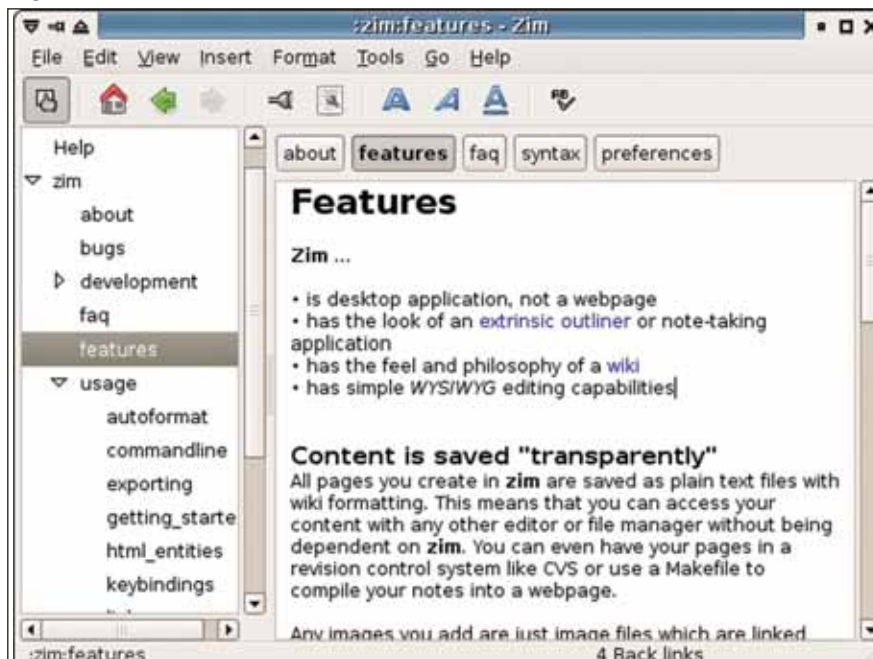 :zim:features - Zim
File Edit View Insert Format Tools Go Help
Help
zim
about
bugs
development
faq
features
usage
autoformat
commandline
exporting
getting_starte
html_entities
keybindings
about features faq syntax preferences
Features
Zim ...
• is desktop application, not a webpage
• has the look of an extrinsic outliner or note-taking
application
• has the feel and philosophy of a wiki
• has simple WYSIWYG editing capabilities
Content is saved "transparently"
All pages you create in zim are saved as plain text files with
wiki formatting. This means that you can access your
content with any other editor or file manager without being
dependent on zim. You can even have your pages in a
revision control system like CVS or use a Makefile to
compile your notes into a webpage.
Any images you add are just image files which are linked
:zim:features
4 Back links